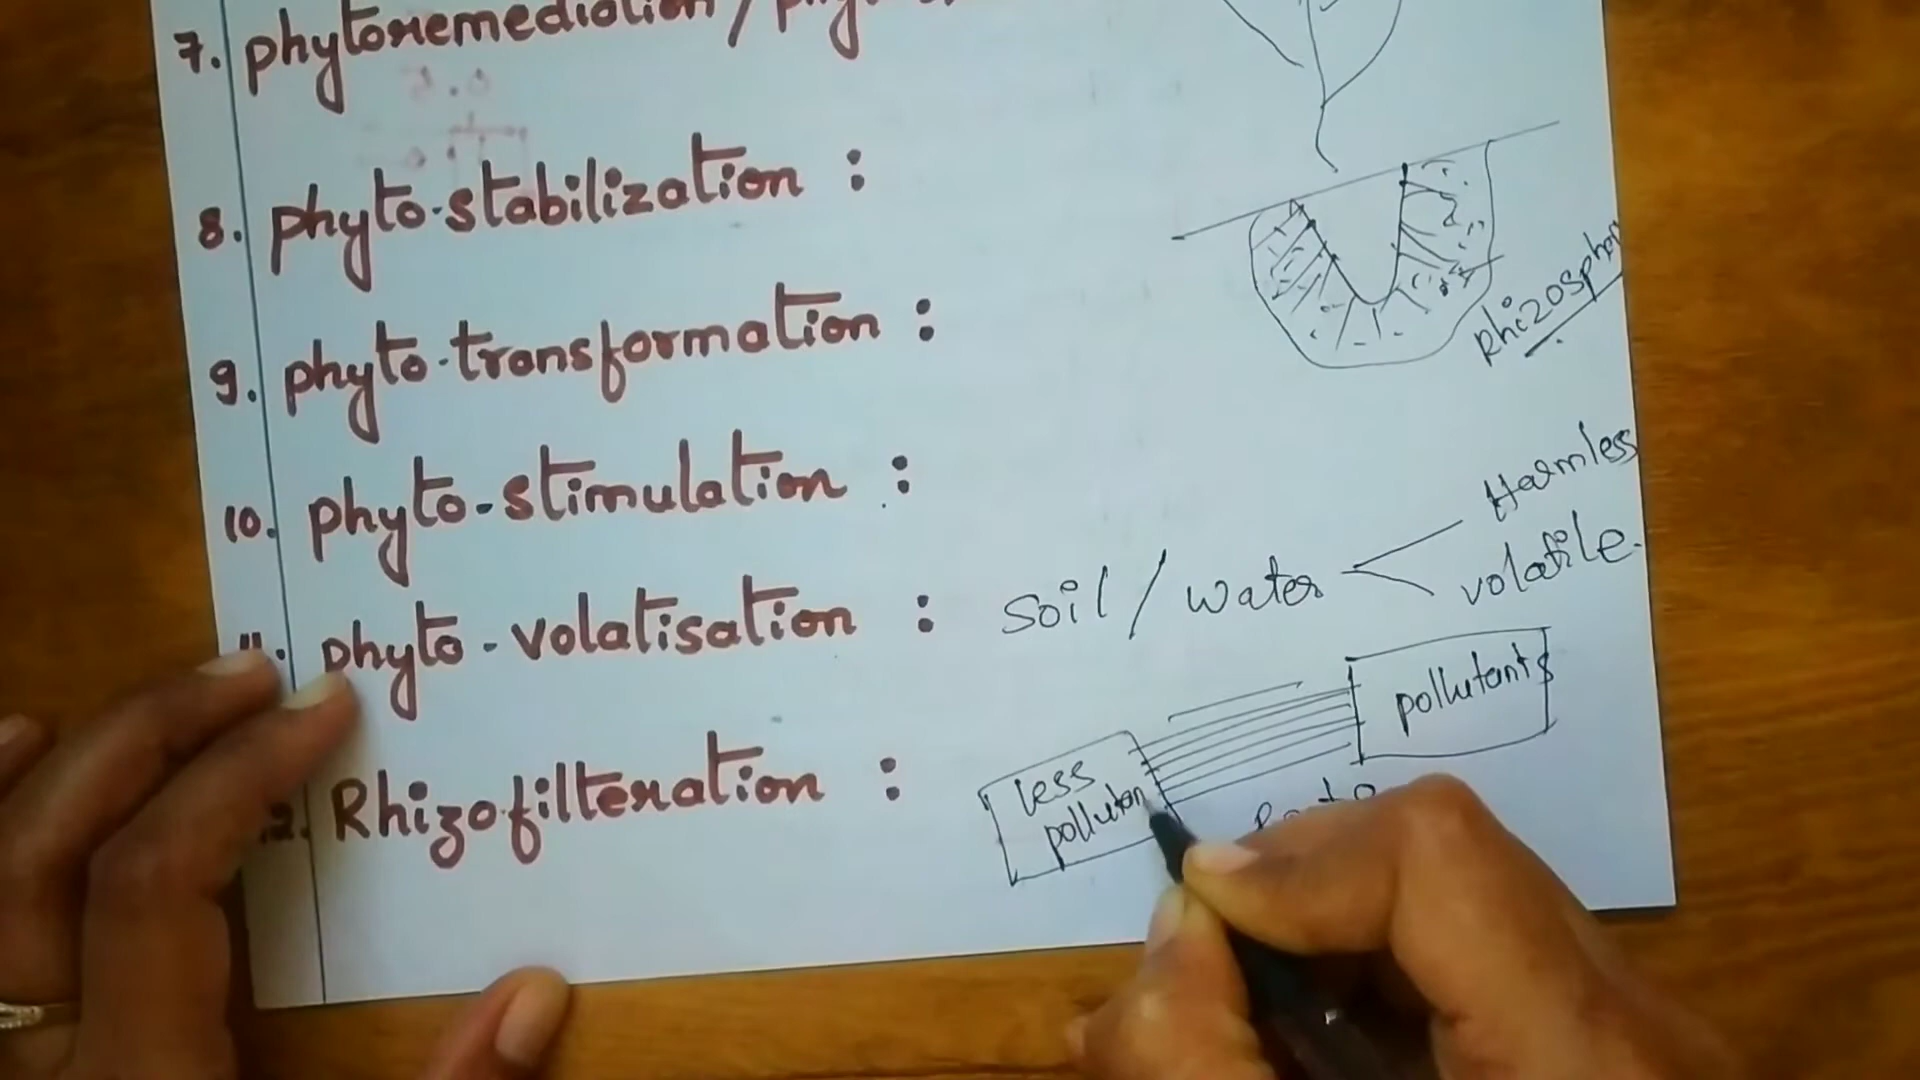 7. phytoremediation /
8. phyto-stabilization :
Rhizosphere
9. phyto-transformation :
10. phyto-stimulation :
Harmless
11. phyto-volatisation : soil / water
volatile.
pollutants
12. Rhizofilteration : less
pollutan